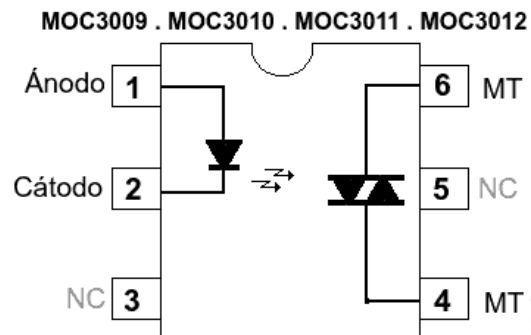 MOC3009 . MOC3010 . MOC3011 . MOC3012
Ánodo 1
6 MT
Cátodo 2
5 NC
NC 3
4 MT